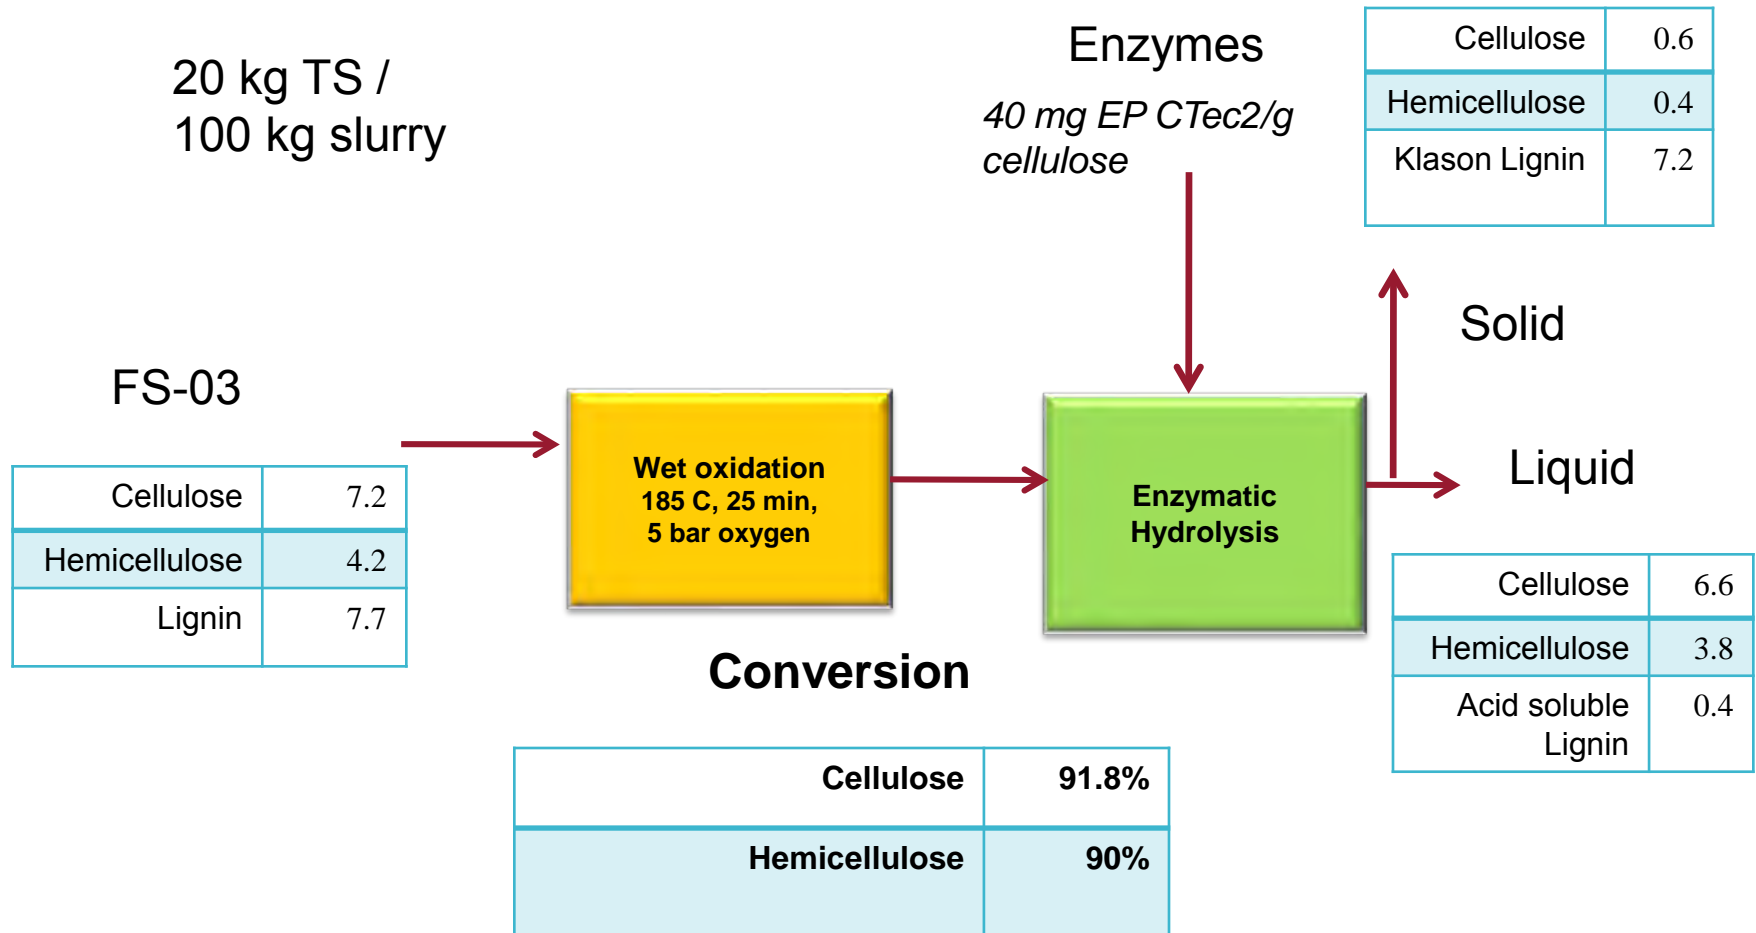 20 kg TS /
100 kg slurry
Enzymes
40 mg EP CTec2/g
cellulose
Cellulose 0.6
Hemicellulose 0.4
Klason Lignin 7.2
Solid
FS-03
Cellulose 7.2
Hemicellulose 4.2
Lignin 7.7
Wet oxidation
185 C, 25 min,
5 bar oxygen
Enzymatic
Hydrolysis
Liquid
Cellulose 6.6
Hemicellulose 3.8
Acid soluble 0.4
Lignin
Conversion
Cellulose 91.8%
Hemicellulose 90%